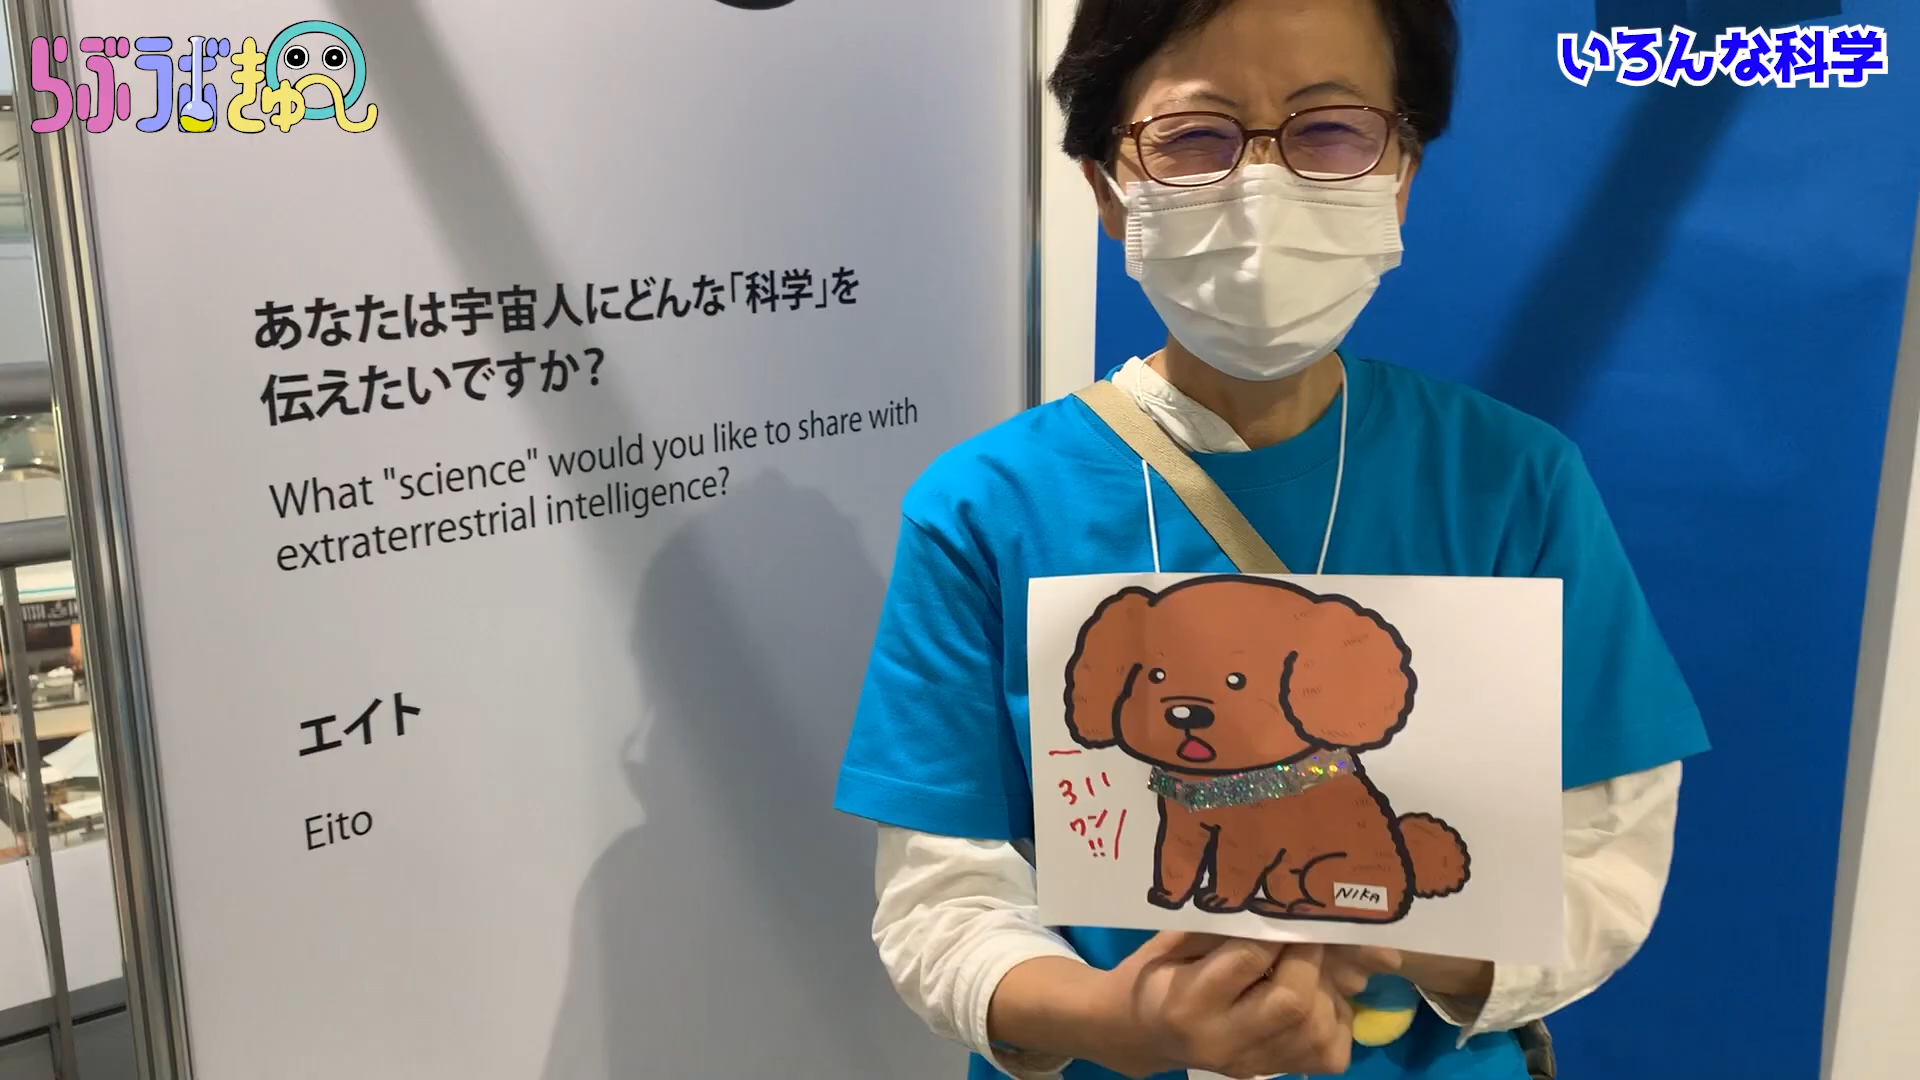 らぶラボきゅ〜
いろんな科学
あなたは宇宙人にどんな「科学」を
伝えたいですか?
What "science" would you like to share with
extraterrestrial intelligence?
エイト
Eito
ワン!!
NIKA